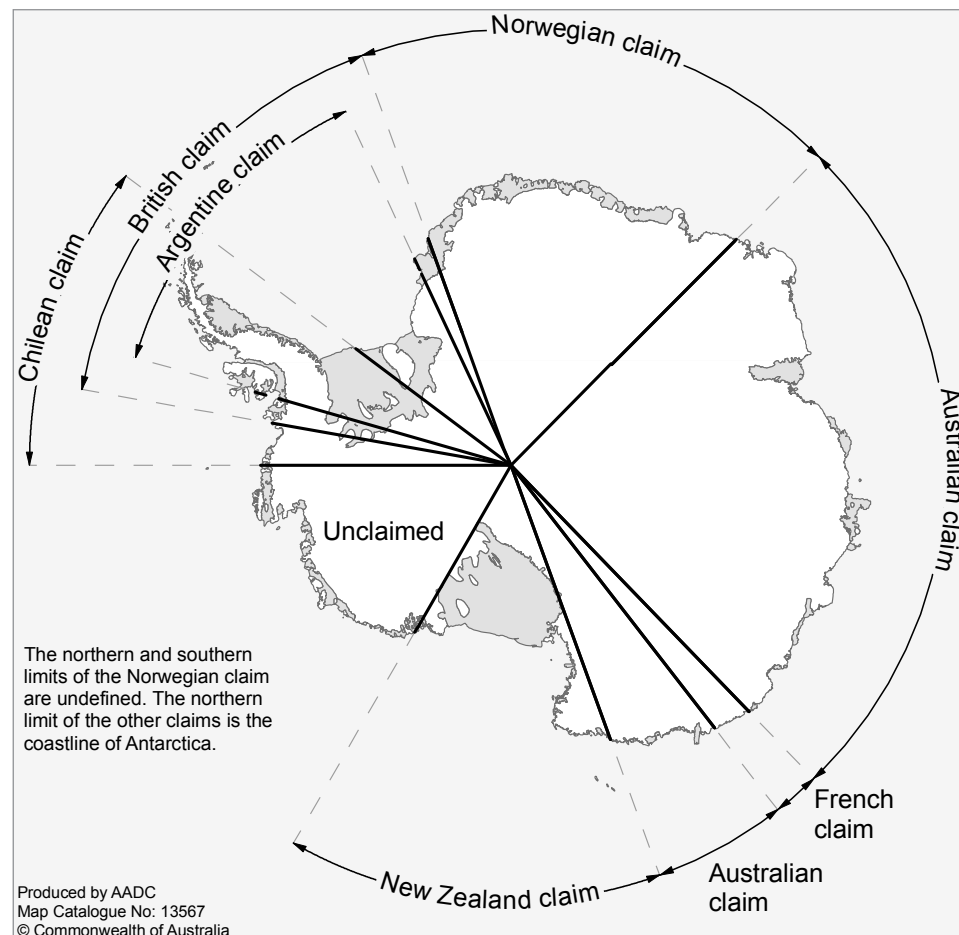 Norwegian claim
British claim
Argentine claim
Chilean claim
Australian claim
Unclaimed
The northern and southern
limits of the Norwegian claim
are undefined. The northern
limit of the other claims is the
coastline of Antarctica.
French
claim
Australian
claim
New Zealand claim
Produced by AADC
Map Catalogue No: 13567
© Commonwealth of Australia